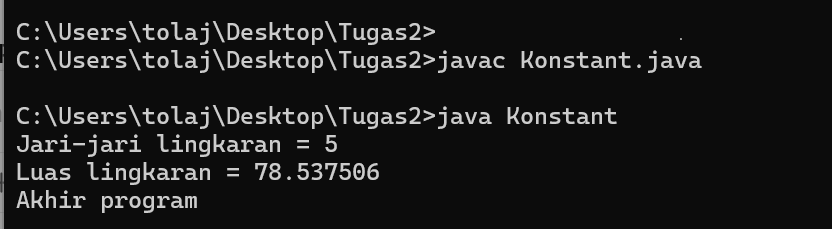 C:\Users\tolaj\Desktop\Tugas2>
C:\Users\tolaj\Desktop\Tugas2>javac Konstant.java
C:\Users\tolaj\Desktop\Tugas2>java Konstant
Jari-jari lingkaran = 5
Luas lingkaran = 78.537506
Akhir program